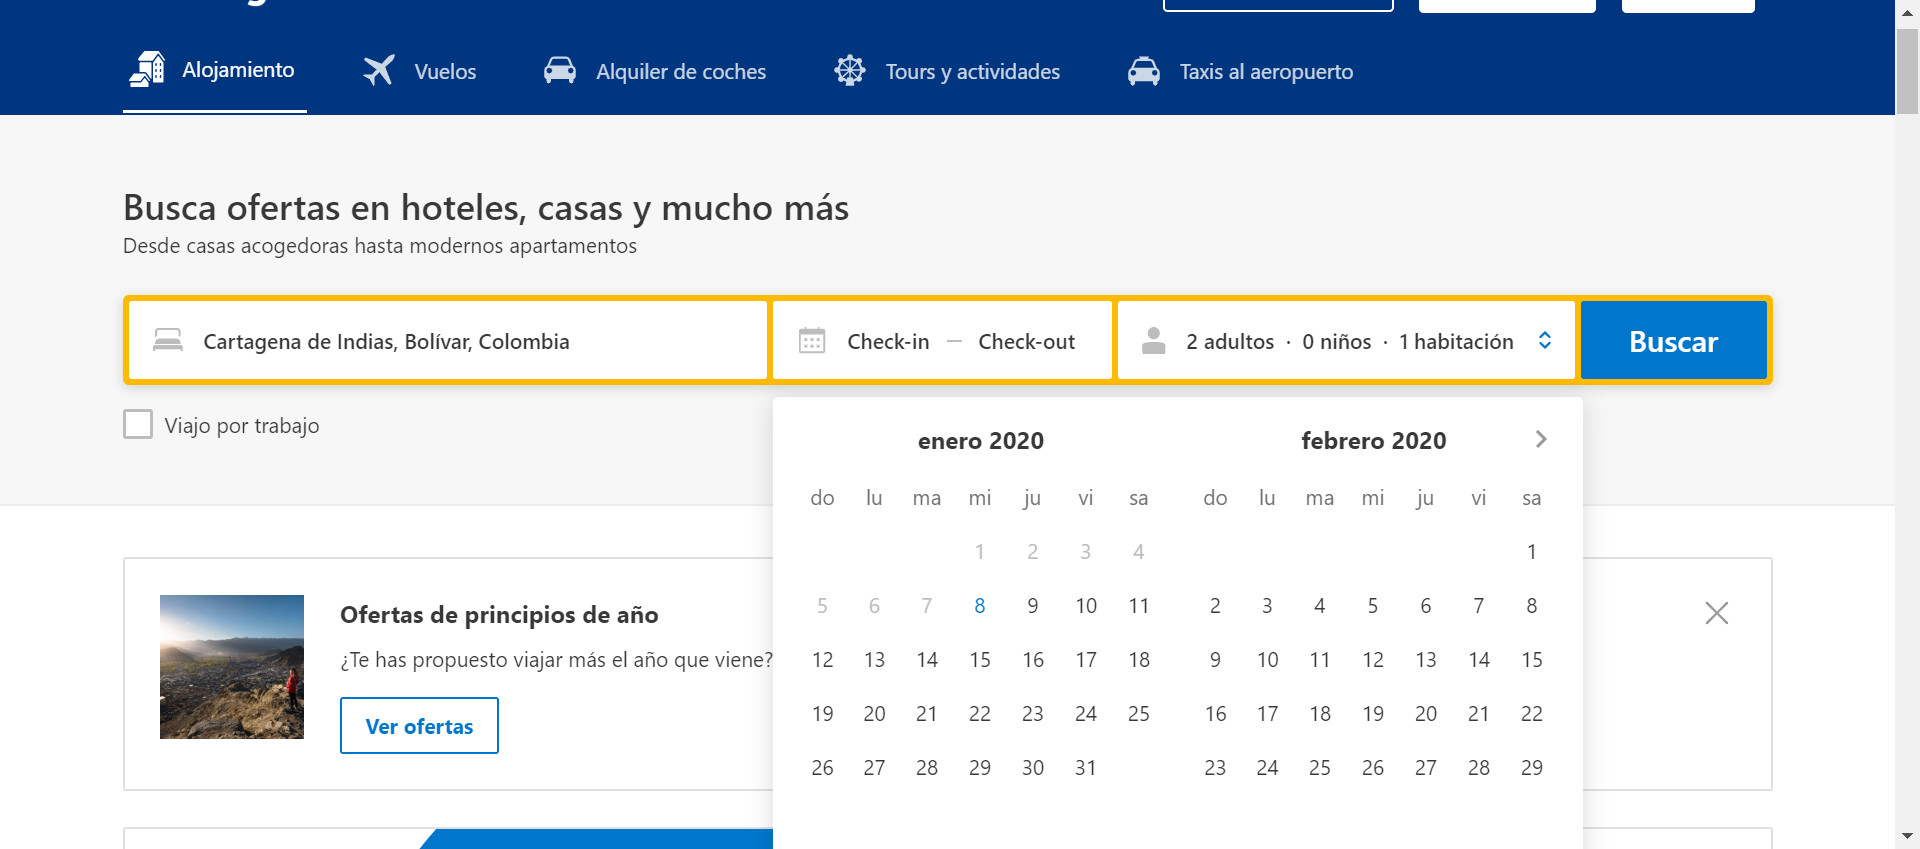 Alojamiento
Vuelos
Alquiler de coches
Tours y actividades
Taxis al aeropuerto
Busca ofertas en hoteles, casas y mucho más
Desde casas acogedoras hasta modernos apartamentos
Cartagena de Indias, Bolívar, Colombia
Check-in — Check-out
2 adultos · 0 niños · 1 habitación
Buscar
Viajo por trabajo
enero 2020
do lu ma mi ju vi sa
1 2 3 4
5 6 7 8 9 10 11
12 13 14 15 16 17 18
19 20 21 22 23 24 25
26 27 28 29 30 31
febrero 2020
do lu ma mi ju vi sa
1
2 3 4 5 6 7 8
9 10 11 12 13 14 15
16 17 18 19 20 21 22
23 24 25 26 27 28 29
Ofertas de principios de año
¿Te has propuesto viajar más el año que viene?
Ver ofertas